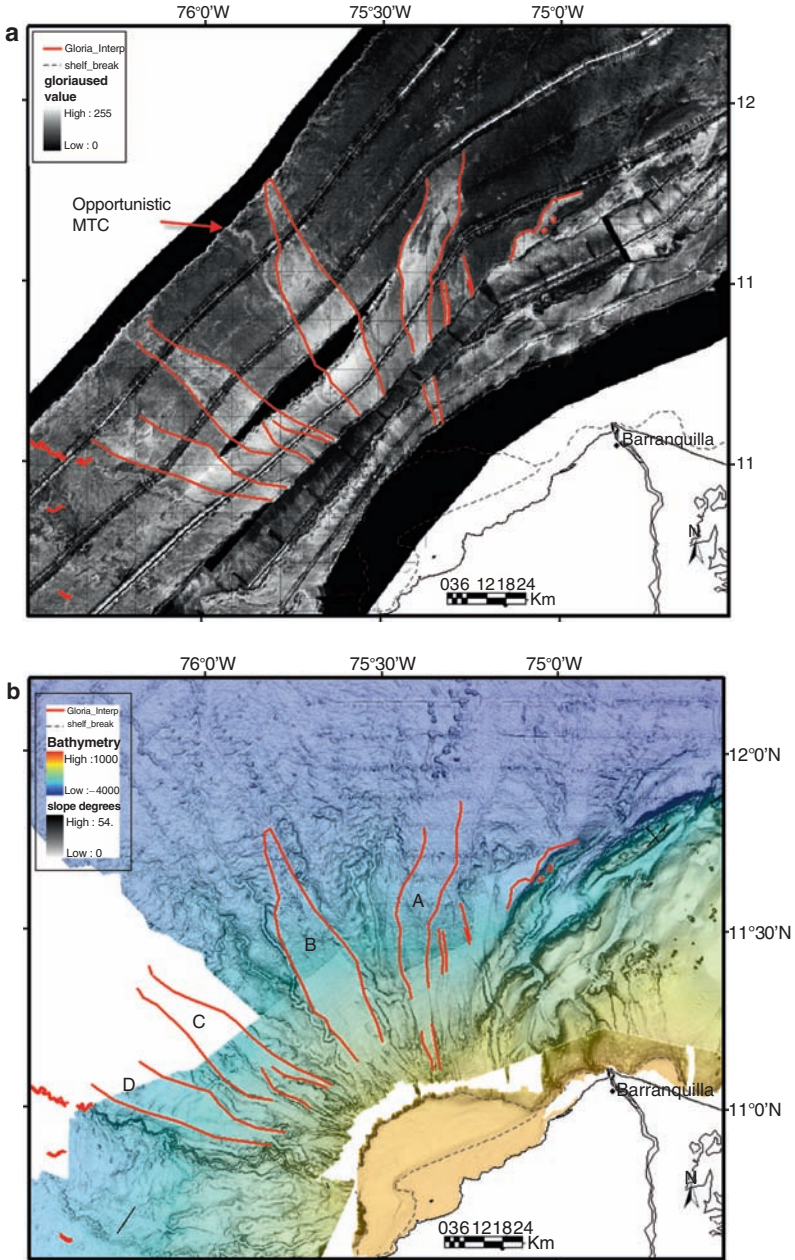 a
76°0'W 75°30'W 75°0'W
Gloria_Interp
shelf_break
gloriaused
value
High : 255
Low : 0
12
Opportunistic
MTC
11
Barranquilla
11
N
036 121824
Km
b
76°0'W 75°30'W 75°0'W
Gloria_Interp
shelf_break
Bathymetry
High :1000
Low :−4000
slope degrees
High : 54.
Low : 0
12°0'N
A
B
11°30'N
C
D
Barranquilla
11°0'N
N
036 121824
Km